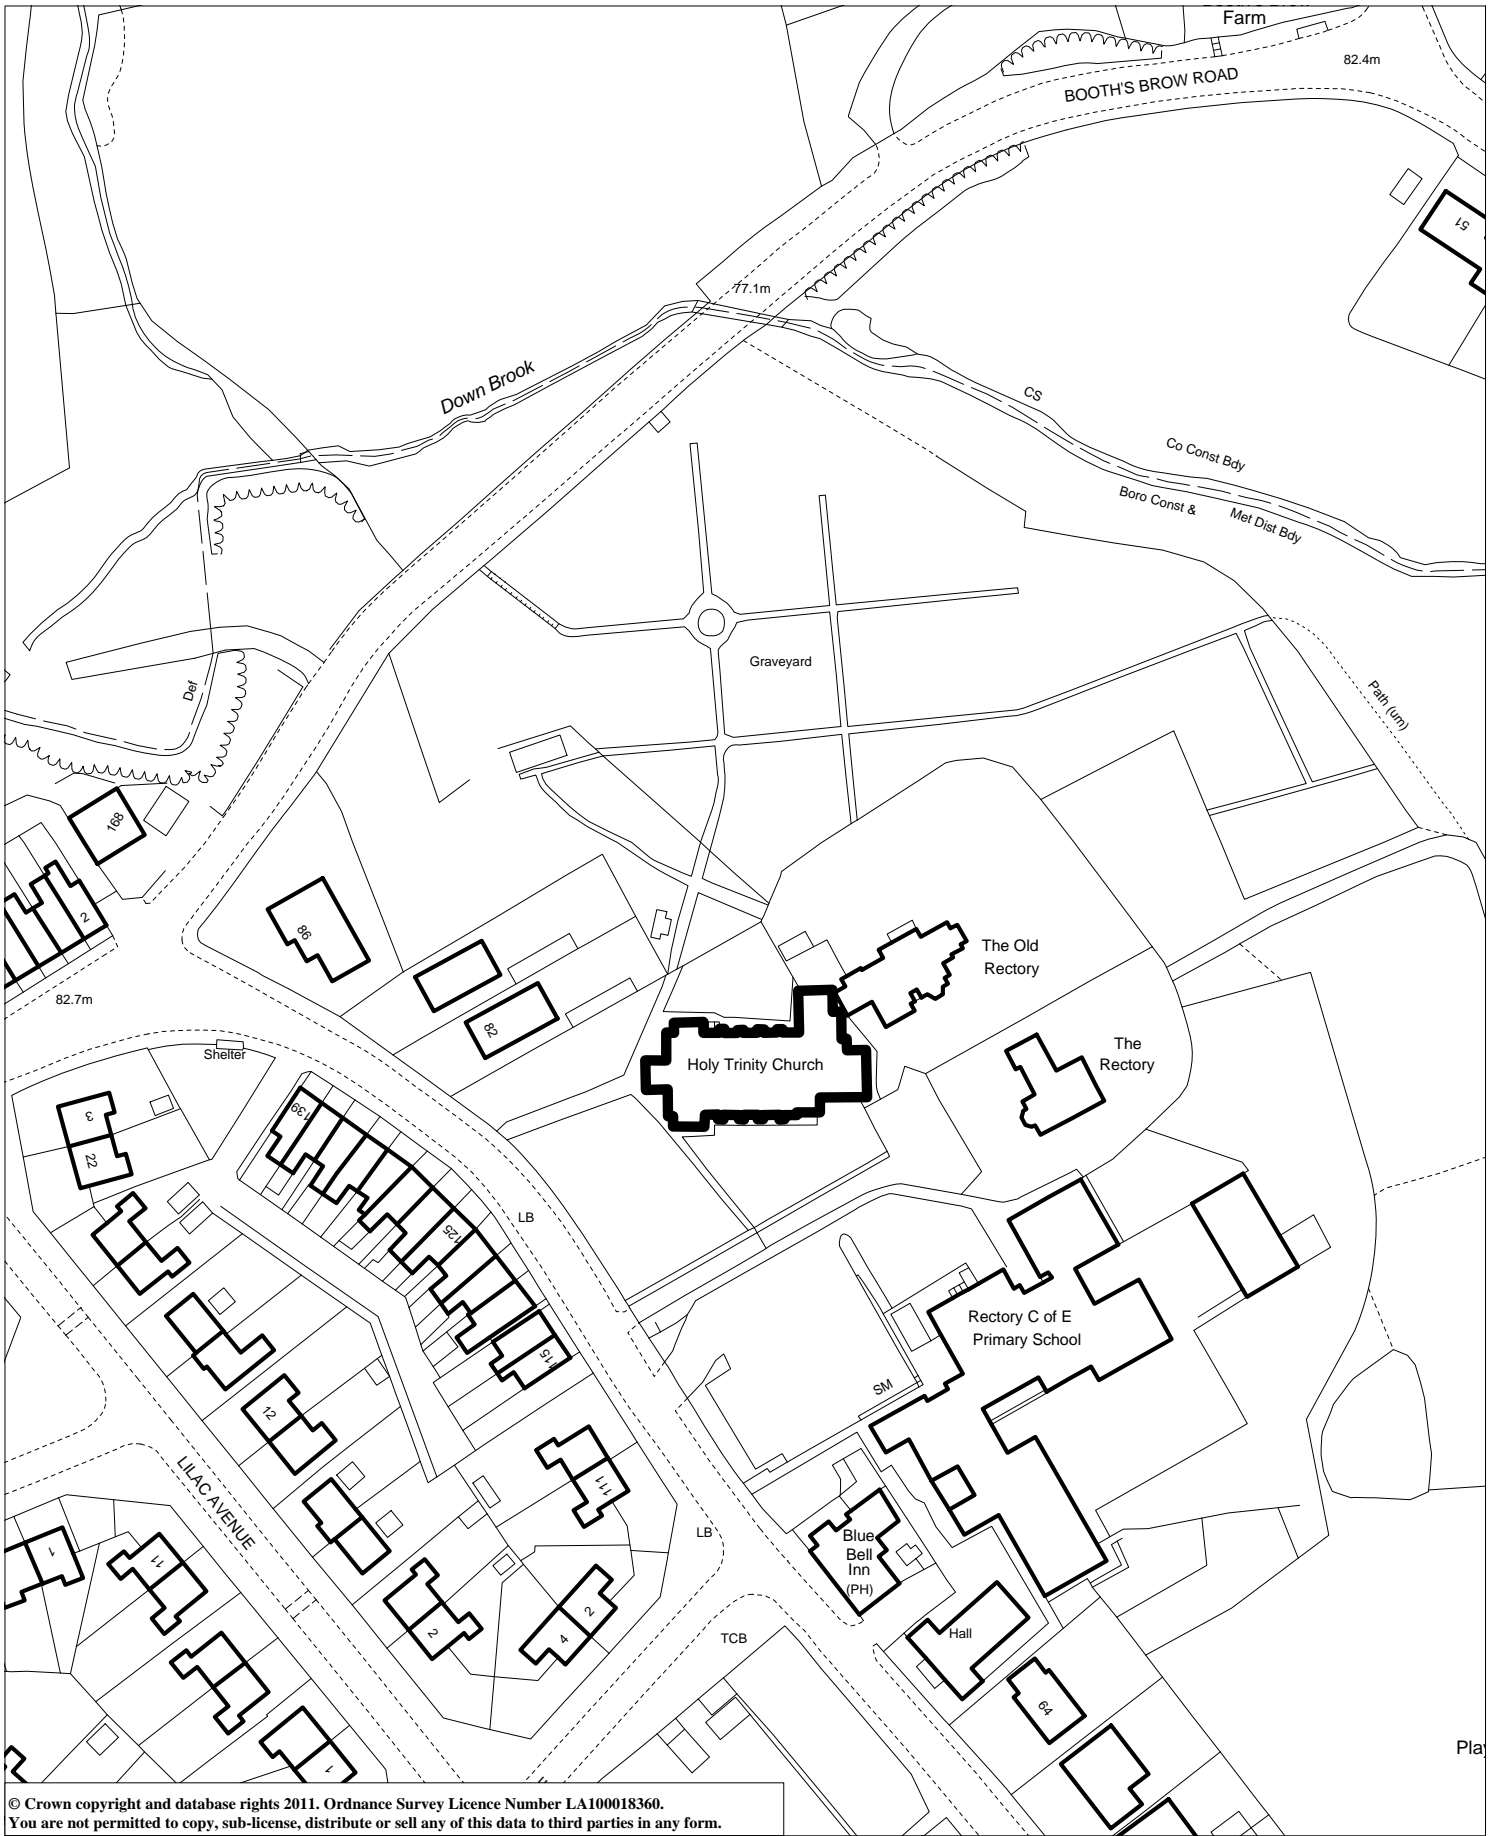 Farm
82.4m
BOOTH'S BROW ROAD
51
77.1m
Down Brook
CS
Co Const Bdy
Boro Const &
Met Dist Bdy
Graveyard
Def
Path (um)
168
2
86
The Old
Rectory
82.7m
82
Shelter
Holy Trinity Church
The
Rectory
3
139
22
LB
125
Rectory C of E
Primary School
115
SM
12
LILAC AVENUE
111
LB
1
11
Blue
Bell
Inn
(PH)
2
2
4
TCB
Hall
64
1
© Crown copyright and database rights 2011. Ordnance Survey Licence Number LA100018360.
You are not permitted to copy, sub-license, distribute or sell any of this data to third parties in any form.